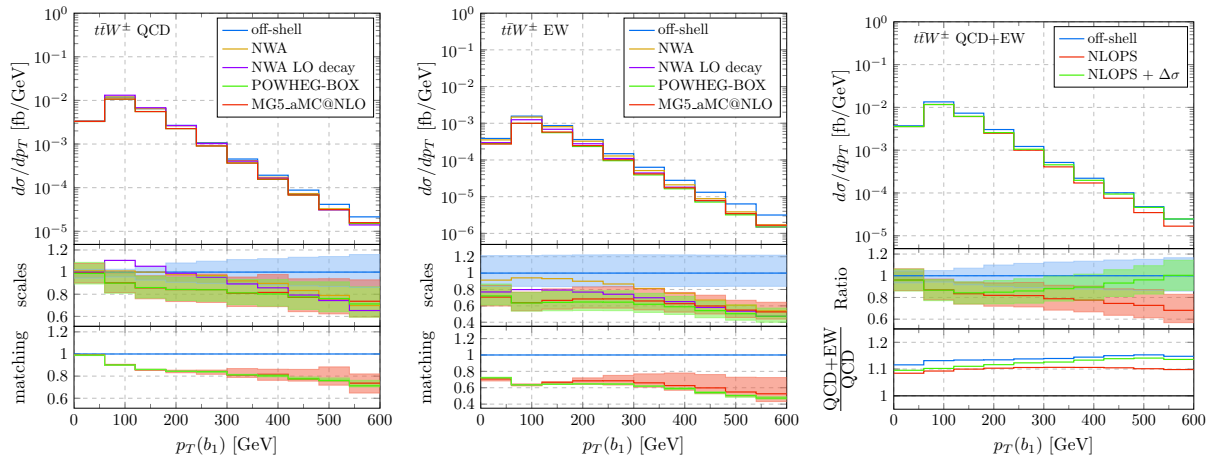 10^0
10^−1
10^−2
10^−3
10^−4
10^−5
dσ/dp_T [fb/GeV]
tt̄W^± QCD
off-shell
NWA
NWA LO decay
POWHEG-BOX
MG5_aMC@NLO
1.2
1
0.8
0.6
scales
1.2
1
0.8
0.6
matching
0 100 200 300 400 500 600
p_T(b_1) [GeV]
10^0
10^−1
10^−2
10^−3
10^−4
10^−5
10^−6
dσ/dp_T [fb/GeV]
tt̄W^± EW
off-shell
NWA
NWA LO decay
POWHEG-BOX
MG5_aMC@NLO
1.2
1
0.8
0.6
0.4
scales
1.2
1
0.8
0.6
0.4
matching
0 100 200 300 400 500 600
p_T(b_1) [GeV]
10^0
10^−1
10^−2
10^−3
10^−4
10^−5
dσ/dp_T [fb/GeV]
tt̄W^± QCD+EW
off-shell
NLOPS
NLOPS + Δσ
1.2
1
0.8
0.6
Ratio
1.2
1.1
1
QCD+EW
QCD
0 100 200 300 400 500 600
p_T(b_1) [GeV]